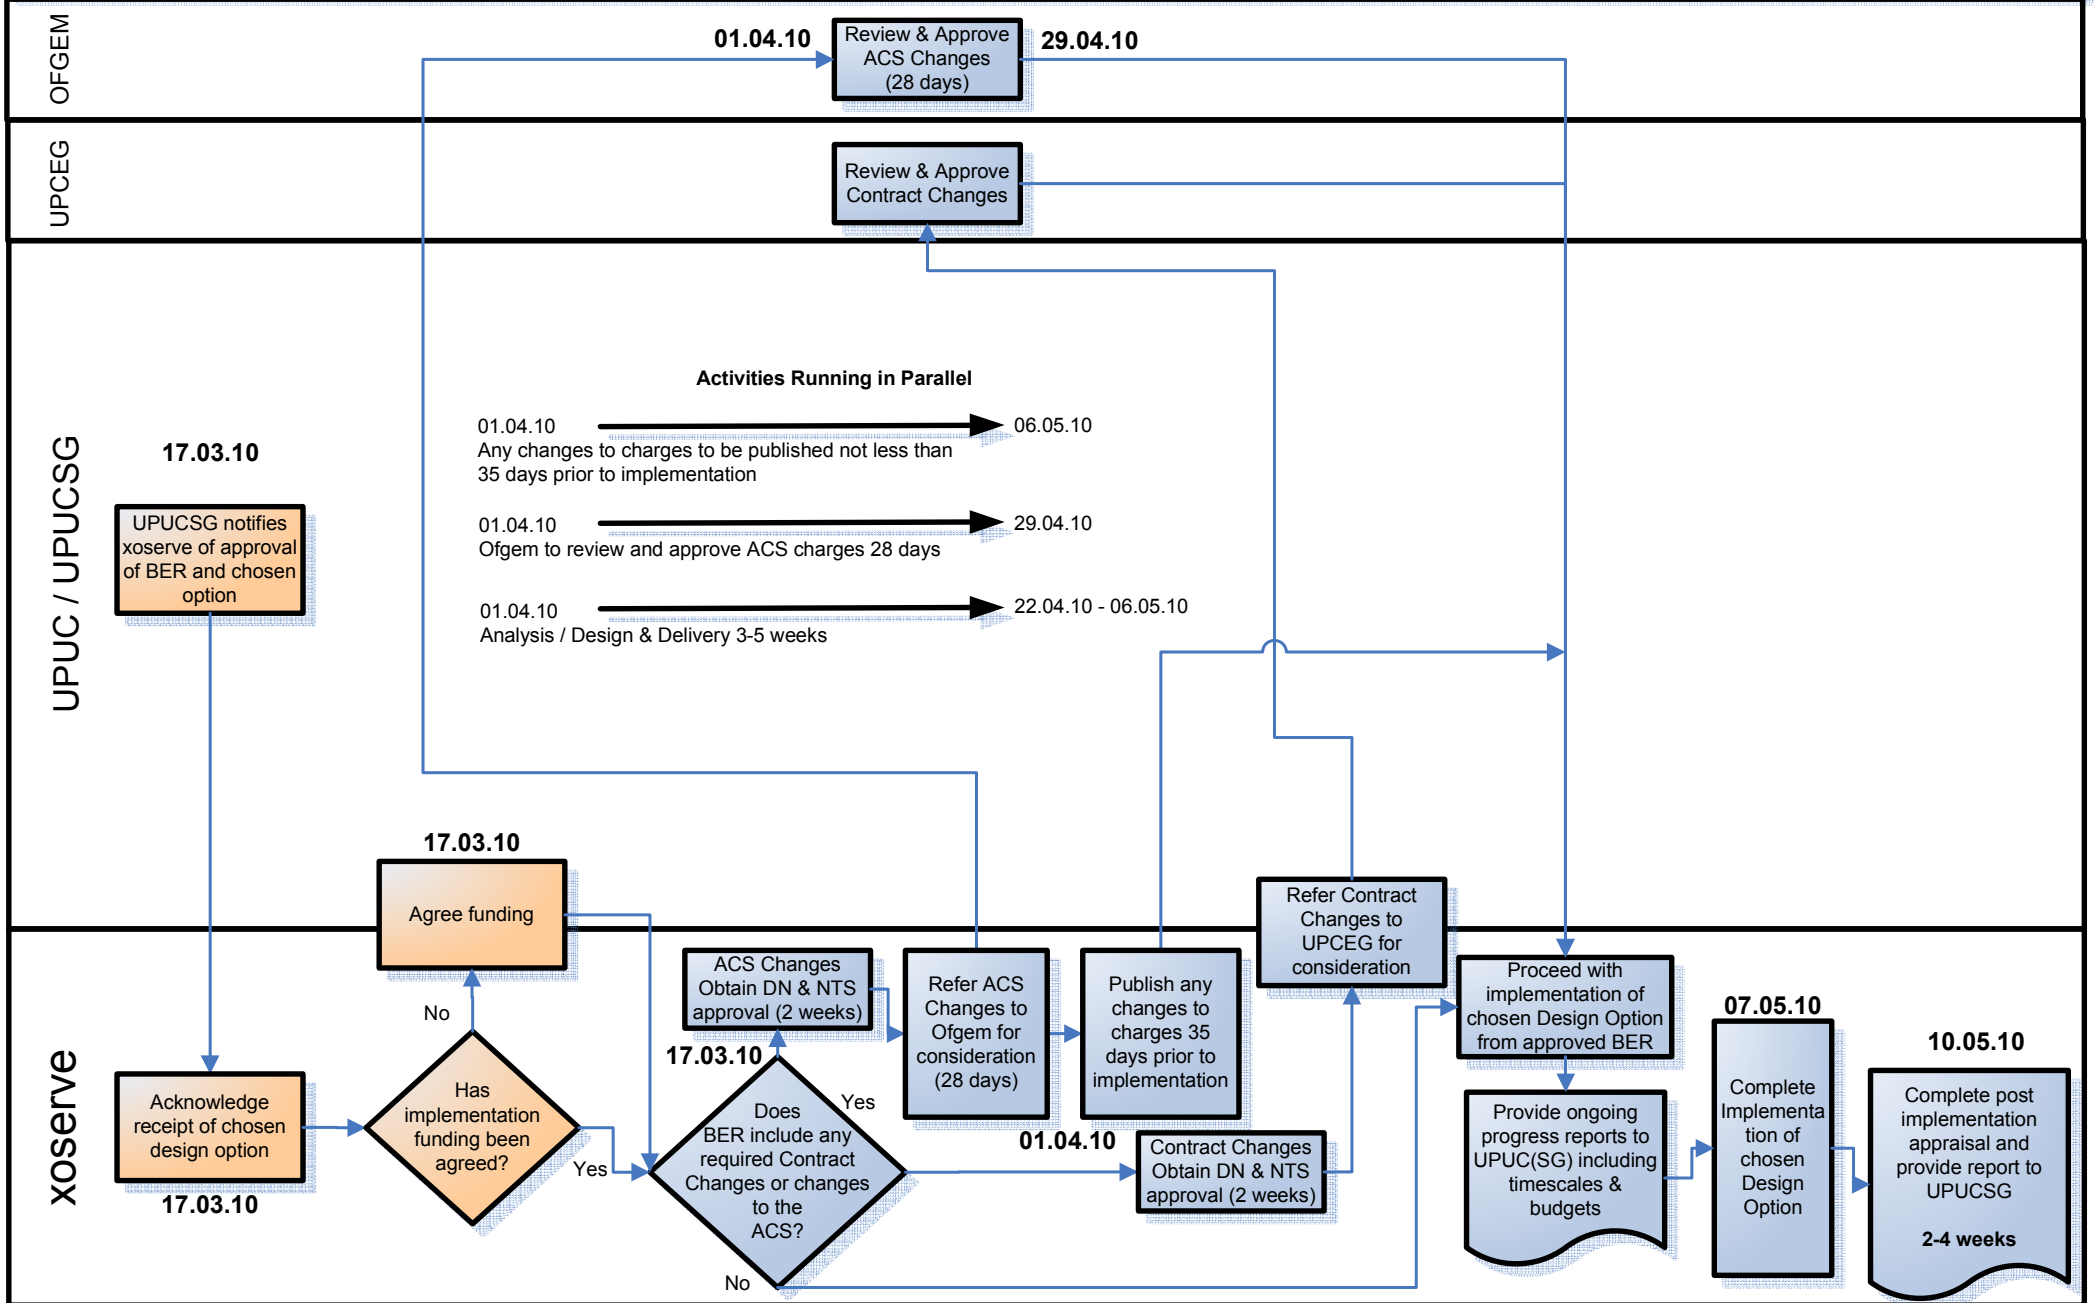 OFGEM
01.04.10
Review & Approve
ACS Changes
(28 days)
29.04.10
UPCEG
Review & Approve
Contract Changes
UPUC / UPUCSG
17.03.10
UPUCSG notifies
xoserve of approval
of BER and chosen
option
Activities Running in Parallel
01.04.10
06.05.10
Any changes to charges to be published not less than
35 days prior to implementation
01.04.10
29.04.10
Ofgem to review and approve ACS charges 28 days
01.04.10
22.04.10 - 06.05.10
Analysis / Design & Delivery 3-5 weeks
17.03.10
Agree funding
Refer Contract
Changes to
UPCEG for
consideration
xoserve
Acknowledge
receipt of chosen
design option
17.03.10
No
Has
implementation
funding been
agreed?
Yes
ACS Changes
Obtain DN & NTS
approval (2 weeks)
17.03.10
Does
BER include any
required Contract
Changes or changes
to the
ACS?
Yes
No
Refer ACS
Changes to
Ofgem for
consideration
(28 days)
Publish any
changes to
charges 35
days prior to
implementation
01.04.10
Contract Changes
Obtain DN & NTS
approval (2 weeks)
Proceed with
implementation of
chosen Design Option
from approved BER
Provide ongoing
progress reports to
UPUC(SG) including
timescales &
budgets
07.05.10
Complete
Implementa
tion of
chosen
Design
Option
10.05.10
Complete post
implementation
appraisal and
provide report to
UPUCSG
2-4 weeks